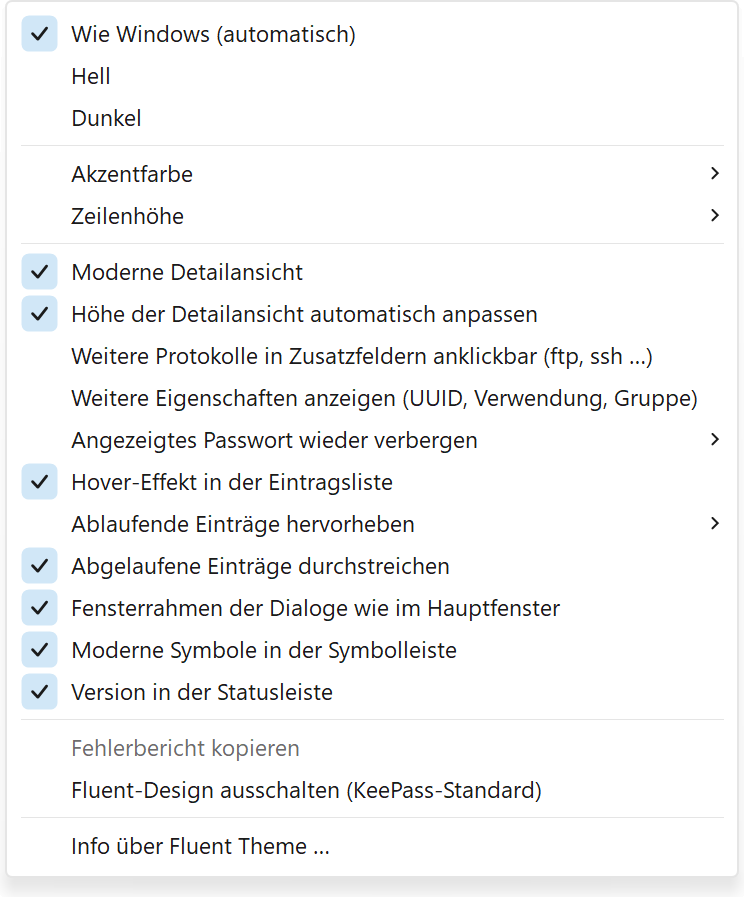 Wie Windows (automatisch)
Hell
Dunkel
Akzentfarbe
Zeilenhöhe
Moderne Detailansicht
Höhe der Detailansicht automatisch anpassen
Weitere Protokolle in Zusatzfeldern anklickbar (ftp, ssh ...)
Weitere Eigenschaften anzeigen (UUID, Verwendung, Gruppe)
Angezeigtes Passwort wieder verbergen
Hover-Effekt in der Eintragsliste
Ablaufende Einträge hervorheben
Abgelaufene Einträge durchstreichen
Fensterrahmen der Dialoge wie im Hauptfenster
Moderne Symbole in der Symbolleiste
Version in der Statusleiste
Fehlerbericht kopieren
Fluent-Design ausschalten (KeePass-Standard)
Info über Fluent Theme ...